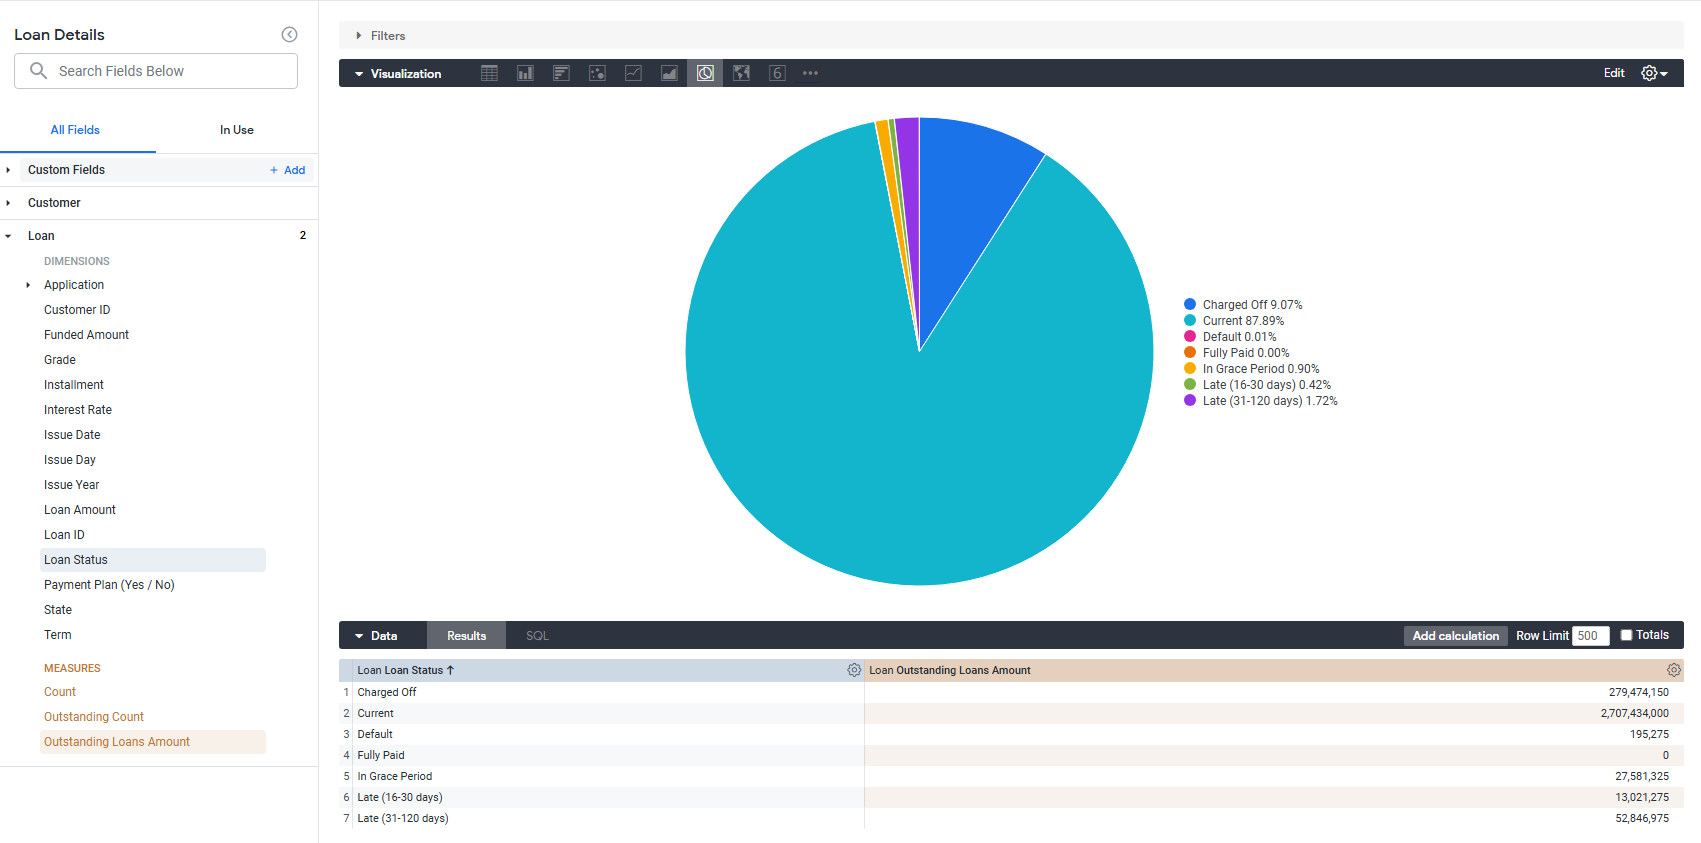 Loan Details
Search Fields Below
All Fields In Use
Custom Fields + Add
Customer
Loan 2
DIMENSIONS
Application
Customer ID
Funded Amount
Grade
Installment
Interest Rate
Issue Date
Issue Day
Issue Year
Loan Amount
Loan ID
Loan Status
Payment Plan (Yes / No)
State
Term
MEASURES
Count
Outstanding Count
Outstanding Loans Amount
Filters
Visualization 6 Edit
Charged Off 9.07%
Current 87.89%
Default 0.01%
Fully Paid 0.00%
In Grace Period 0.90%
Late (16-30 days) 0.42%
Late (31-120 days) 1.72%
Data Results SQL Add calculation Row Limit 500 Totals
Loan Loan Status ↑ Loan Outstanding Loans Amount
1 Charged Off 279,474,150
2 Current 2,707,434,000
3 Default 195,275
4 Fully Paid 0
5 In Grace Period 27,581,325
6 Late (16-30 days) 13,021,275
7 Late (31-120 days) 52,846,975